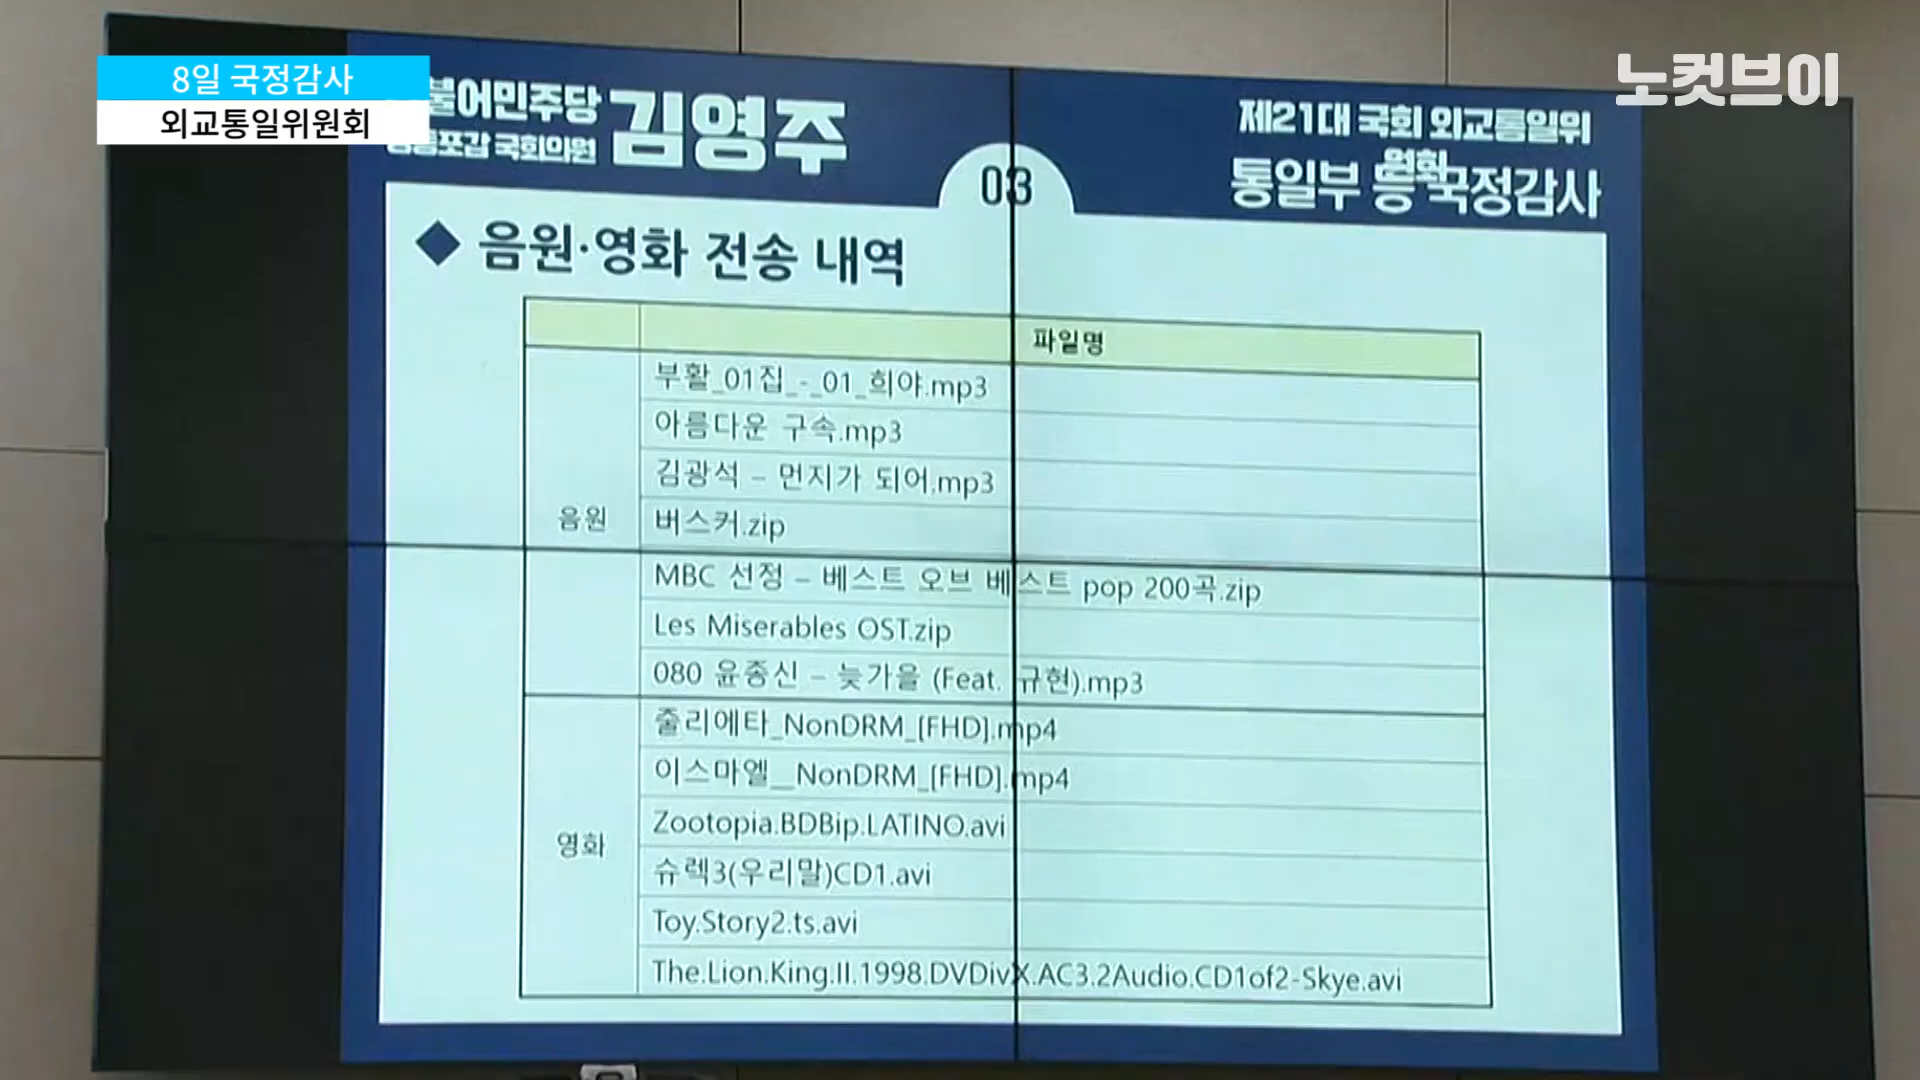 8일 국정감사
외교통일위원회
노컷브이
불어민주당
포갑 국회의원
김영주
03
제21대 국회 외교통일위
원회
통일부 등 국정감사
◆ 음원·영화 전송 내역
파일명
음원
부활_01집_-_01_희야.mp3
아름다운 구속.mp3
김광석 – 먼지가 되어.mp3
버스커.zip
MBC 선정 – 베스트 오브 베스트 pop 200곡.zip
Les Miserables OST.zip
080 윤종신 – 늦가을 (Feat. 규현).mp3
영화
줄리에타_NonDRM_[FHD].mp4
이스마엘__NonDRM_[FHD].mp4
Zootopia.BDBip.LATINO.avi
슈렉3(우리말)CD1.avi
Toy.Story2.ts.avi
The.Lion.King.II.1998.DVDivX.AC3.2Audio.CD1of2-Skye.avi